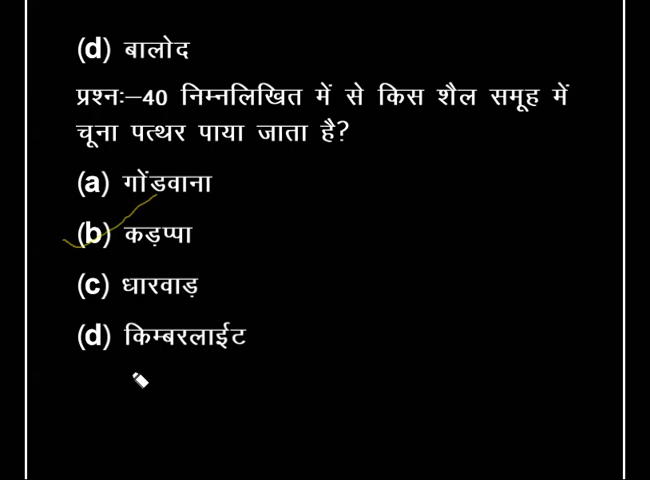 (d) बालोद
प्रश्नः–40 निम्नलिखित में से किस शैल समूह में
चूना पत्थर पाया जाता है?
(a) गोंडवाना
(b) कड़प्पा
(c) धारवाड़
(d) किम्बरलाईट